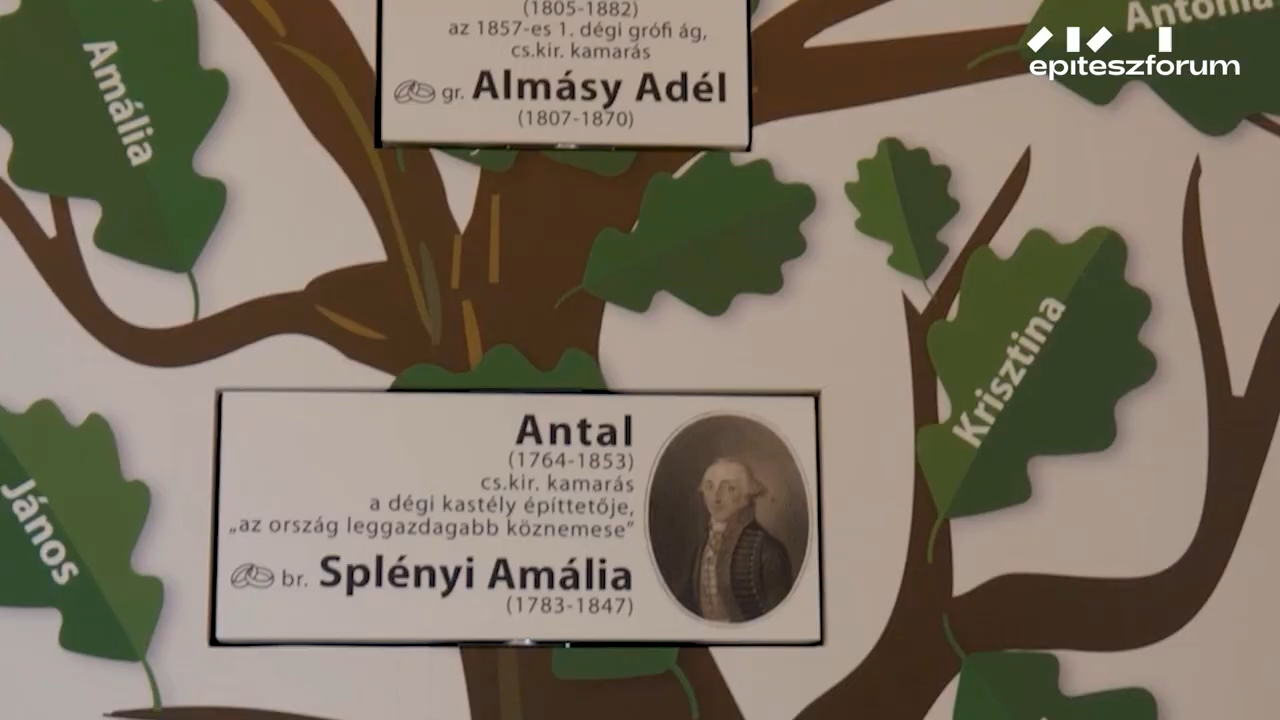 (1805-1882)
az 1857-es 1. dégi grófi ág,
cs.kir. kamarás
gr. Almásy Adél
(1807-1870)
Antónia
epiteszforum
Amália
Krisztina
János
Antal
(1764-1853)
cs.kir. kamarás
a dégi kastély építtetője,
„az ország leggazdagabb köznemese”
br. Splényi Amália
(1783-1847)